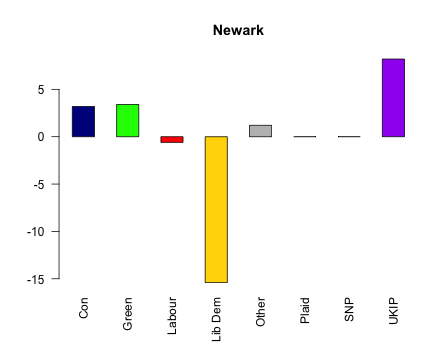 Newark
5
0
-5
-10
-15
Con
Green
Labour
Lib Dem
Other
Plaid
SNP
UKIP